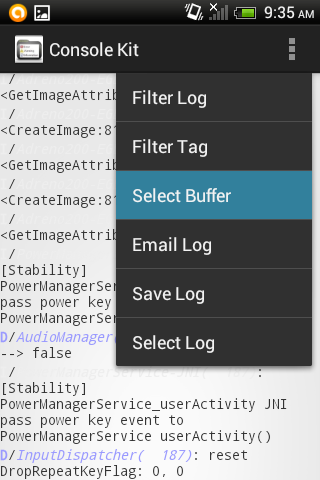 9:35 AM
Console Kit
Filter Log
Filter Tag
Select Buffer
Email Log
Save Log
Select Log
/
<GetImageAttrib
/
<CreateImage:81
/
<GetImageAttrib
/
<CreateImage:81
/
<GetImageAttrib
/
[Stability]
PowerManagerSer
pass power key
PowerManagerSer
D/AudioManager(
--> false
/PowerManagerService-JNI( :
[Stability]
PowerManagerService_userActivity JNI
pass power key event to
PowerManagerService userActivity()
D/InputDispatcher( 187): reset
DropRepeatKeyFlag: 0, 0